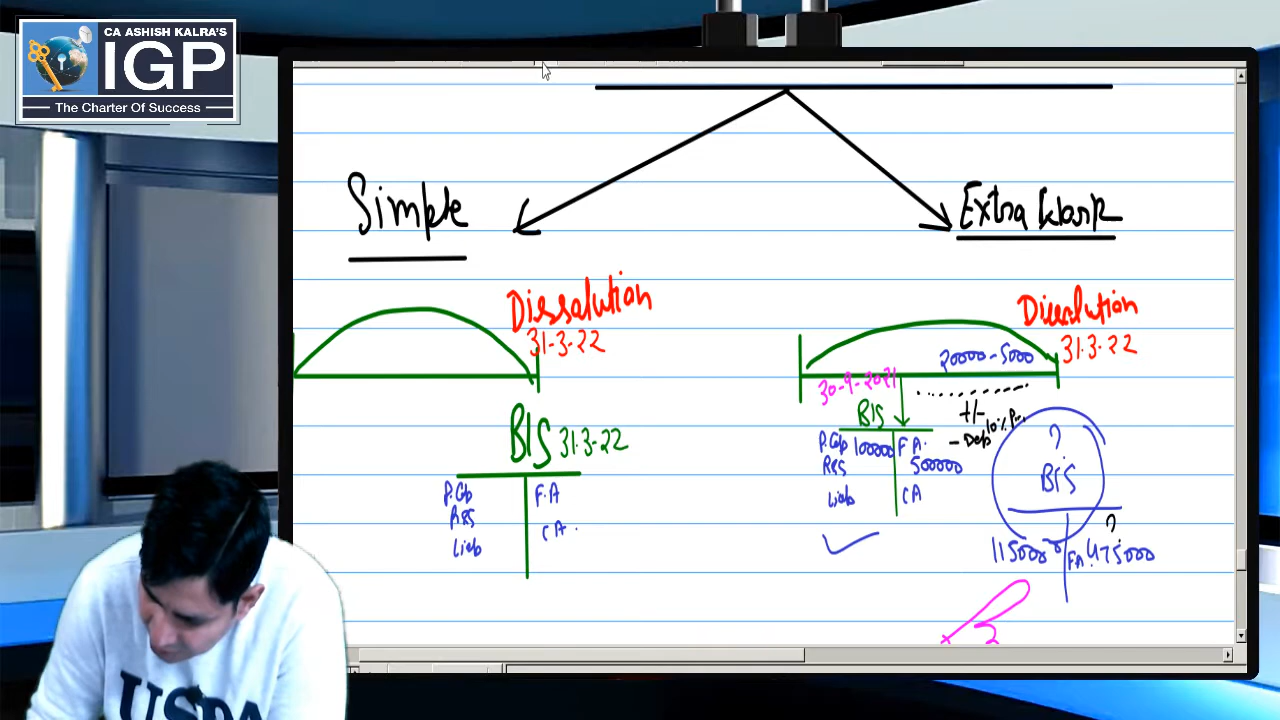 CA ASHISH KALRA'S
IGP
The Charter Of Success
Simple
Extra Work
Dissolution
31-3-22
Dissolution
31.3.22
20000-5000
30-9-2021
B/S
+/-
- Dep 10% P
P.Cap 100000 F.A.
R&S 500000
Liab CA
B/S 31.3.22
P.Cap F.A
R&S
Liab CA.
?
B/S
?
115000 FA. 475000
USPA